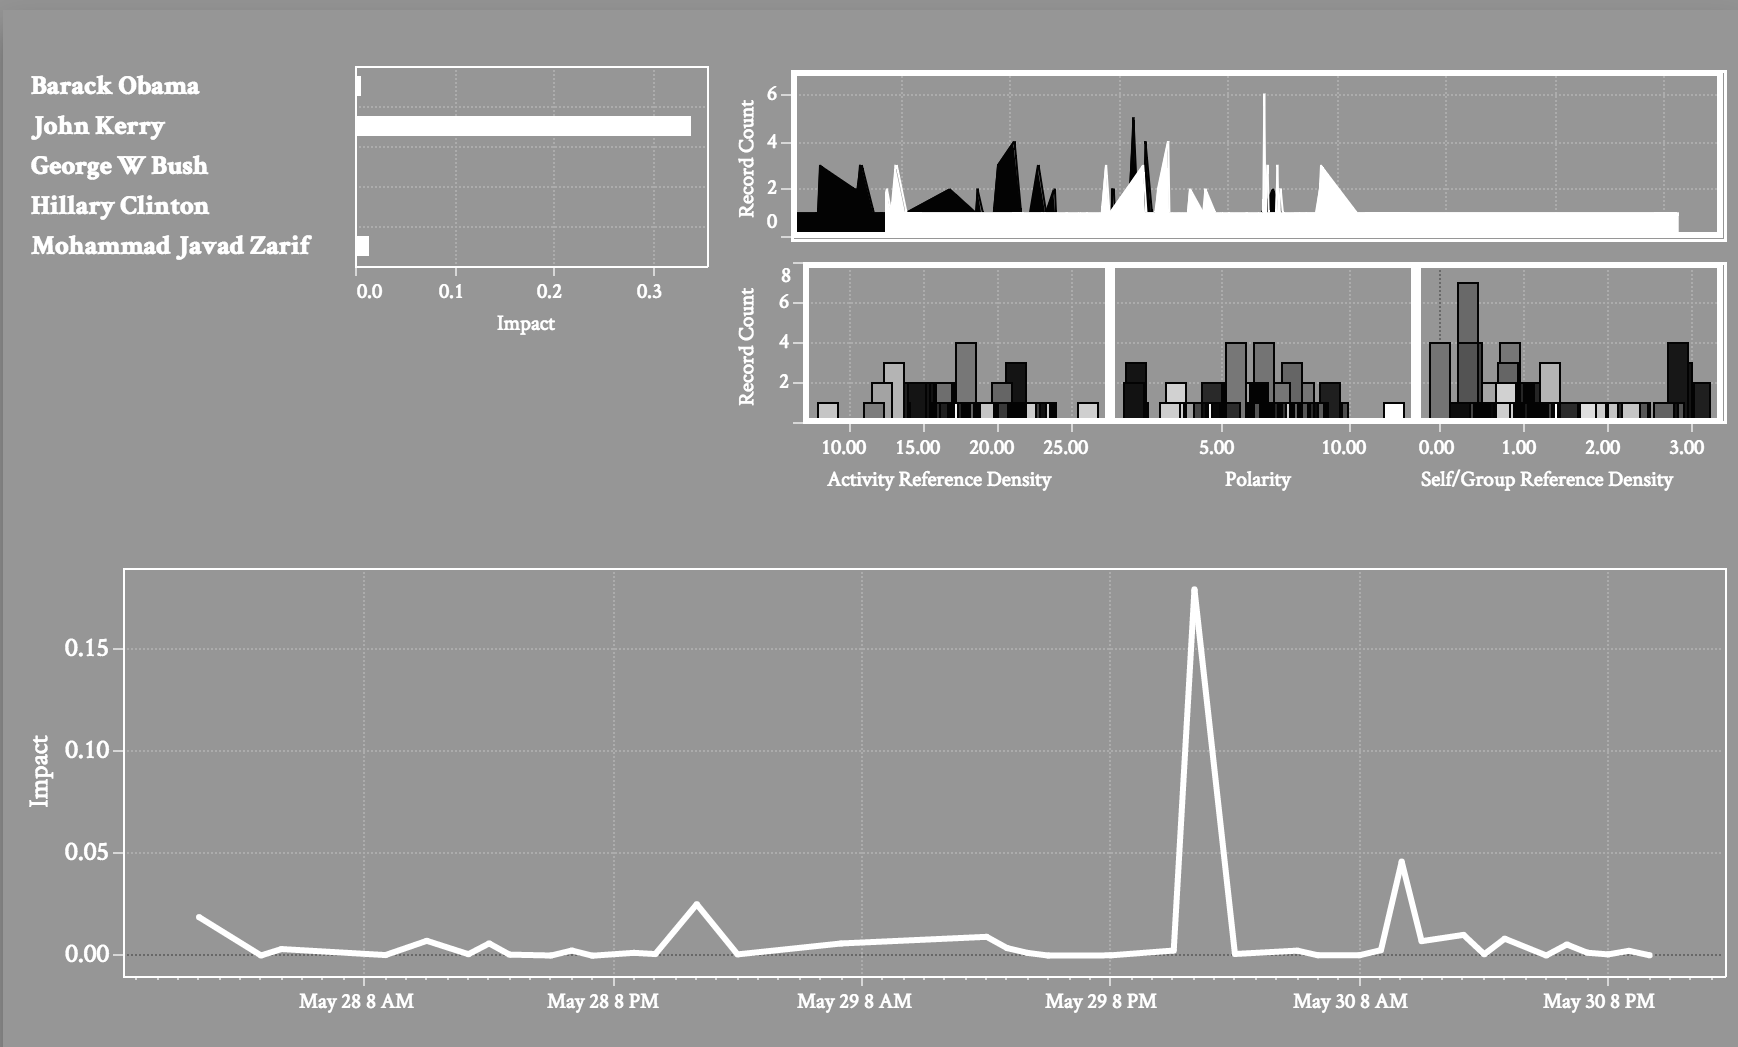 Barack Obama
John Kerry
George W Bush
Hillary Clinton
Mohammad Javad Zarif
0.0 0.1 0.2 0.3
Impact
Record Count
6
4
2
0
Record Count
8
6
4
2
10.00 15.00 20.00 25.00 5.00 10.00 0.00 1.00 2.00 3.00
Activity Reference Density Polarity Self/Group Reference Density
Impact
0.15
0.10
0.05
0.00
May 28 8 AM May 28 8 PM May 29 8 AM May 29 8 PM May 30 8 AM May 30 8 PM